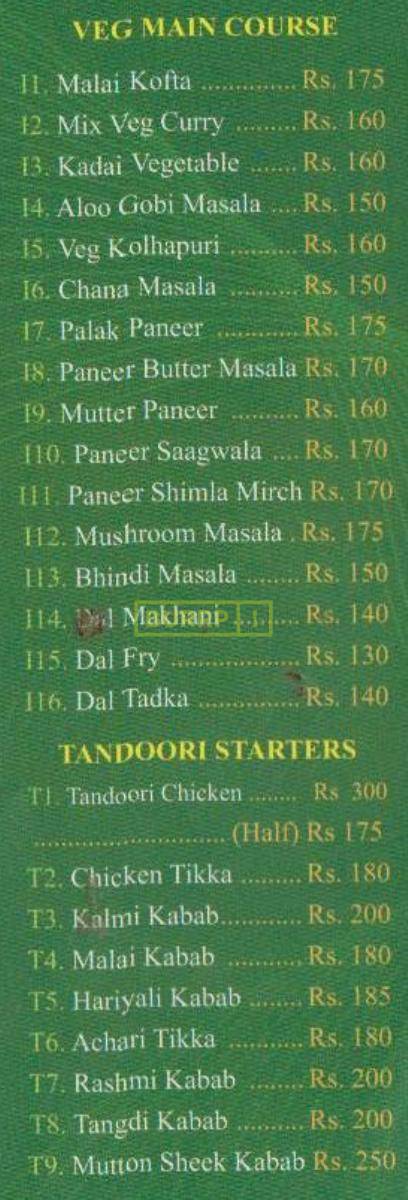 VEG MAIN COURSE
I1. Malai Kofta .............. Rs. 175
I2. Mix Veg Curry ......... Rs. 160
I3. Kadai Vegetable ....... Rs. 160
I4. Aloo Gobi Masala .... Rs. 150
I5. Veg Kolhapuri .......... Rs. 160
I6. Chana Masala .......... Rs. 150
I7. Palak Paneer ............ Rs. 175
I8. Paneer Butter Masala Rs. 170
I9. Mutter Paneer .......... Rs. 160
I10. Paneer Saagwala .... Rs. 170
I11. Paneer Shimla Mirch Rs. 170
I12. Mushroom Masala . Rs. 175
I13. Bhindi Masala ........ Rs. 150
I14. Dal Makhani .......... Rs. 140
I15. Dal Fry ................... Rs. 130
I16. Dal Tadka ............... Rs. 140
TANDOORI STARTERS
T1. Tandoori Chicken ........ Rs 300
............................ (Half) Rs 175
T2. Chicken Tikka ......... Rs. 180
T3. Kalmi Kabab............ Rs. 200
T4. Malai Kabab ........... Rs. 180
T5. Hariyali Kabab ........ Rs. 185
T6. Achari Tikka ........... Rs. 180
T7. Rashmi Kabab ........ Rs. 200
T8. Tangdi Kabab .......... Rs. 200
T9. Mutton Sheek Kabab Rs. 250